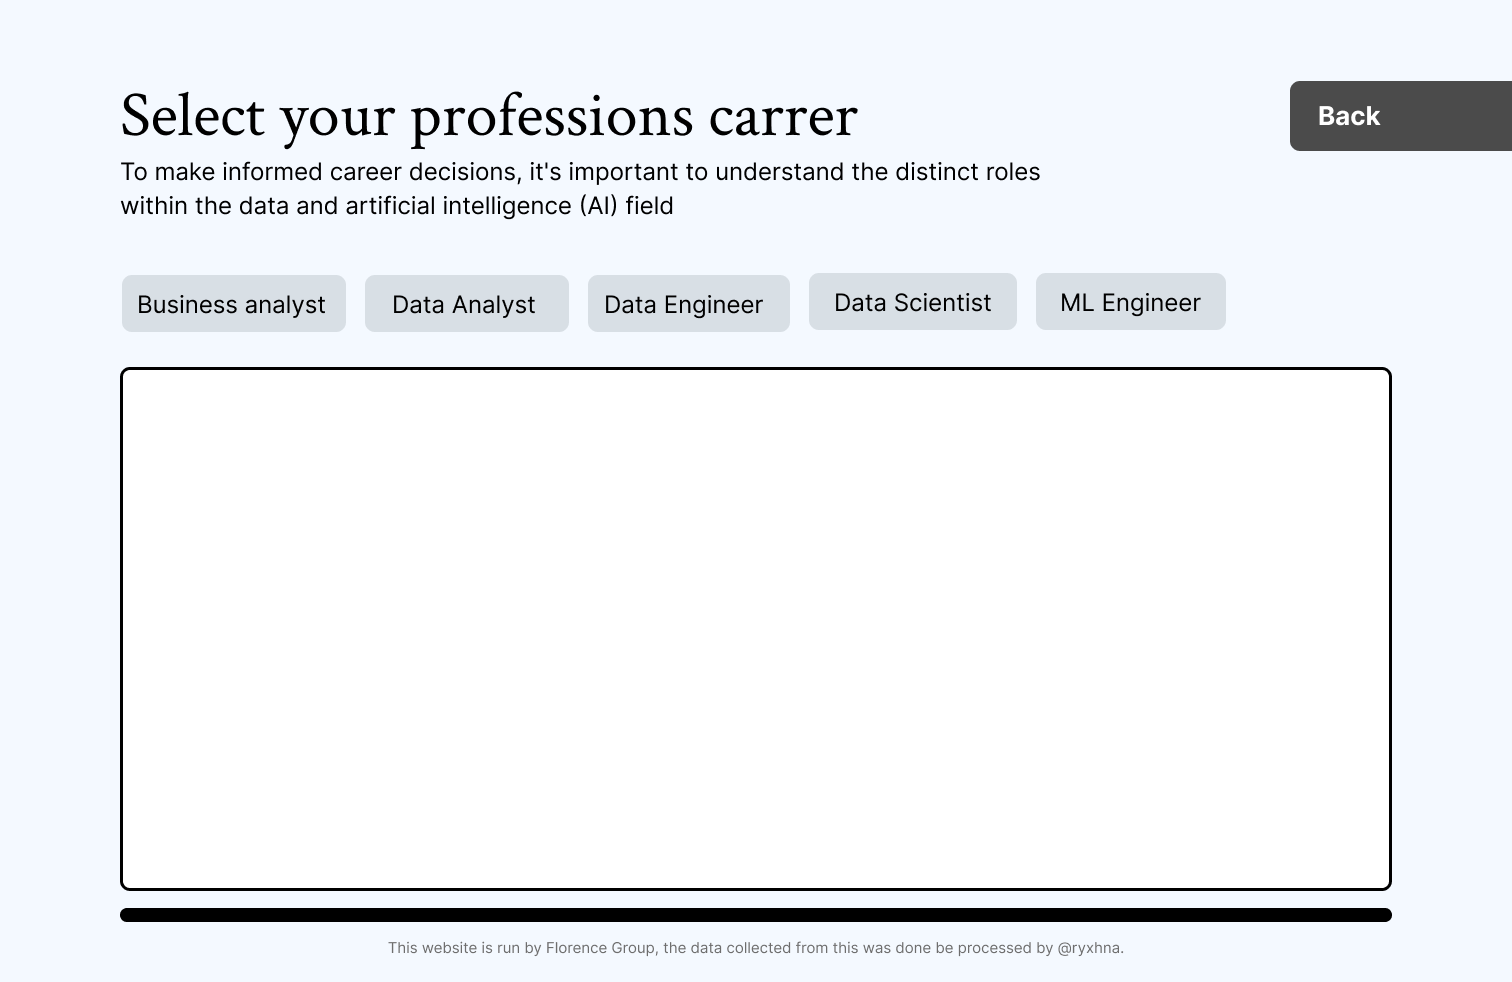 Select your professions carrer
Back
To make informed career decisions, it's important to understand the distinct roles
within the data and artificial intelligence (AI) field
Business analyst
Data Analyst
Data Engineer
Data Scientist
ML Engineer
This website is run by Florence Group, the data collected from this was done be processed by @ryxhna.